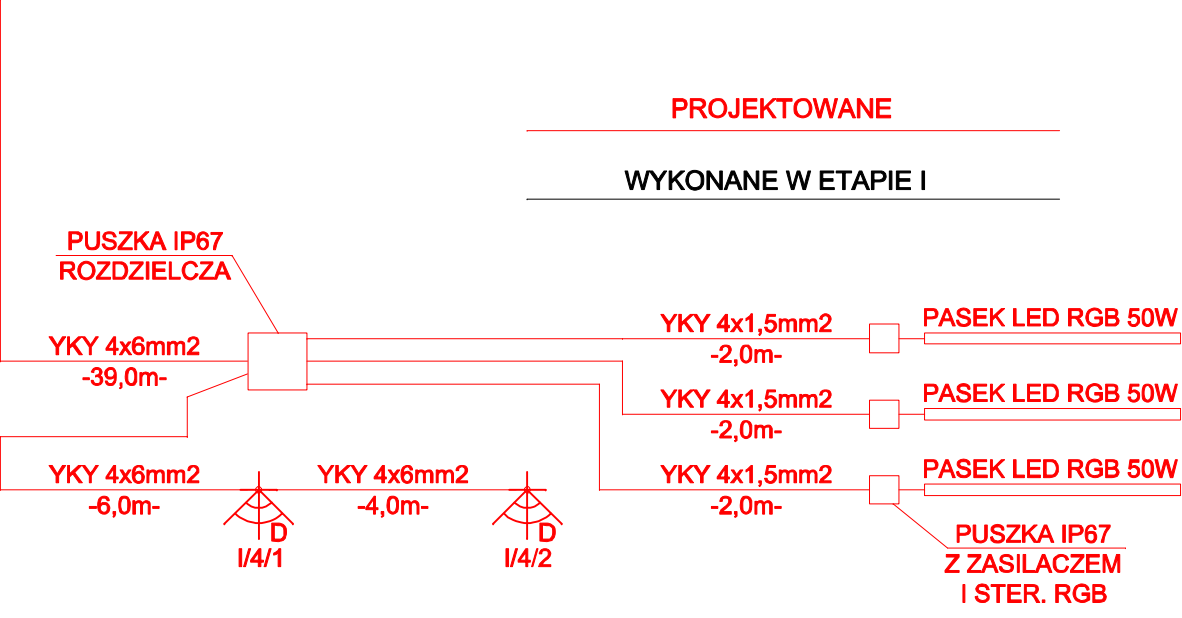 PROJEKTOWANE
WYKONANE W ETAPIE I
PUSZKA IP67
ROZDZIELCZA
YKY 4x6mm2
-39,0m-
YKY 4x1,5mm2
-2,0m-
PASEK LED RGB 50W
YKY 4x1,5mm2
-2,0m-
PASEK LED RGB 50W
YKY 4x6mm2
-6,0m-
D
I/4/1
YKY 4x6mm2
-4,0m-
D
I/4/2
YKY 4x1,5mm2
-2,0m-
PASEK LED RGB 50W
PUSZKA IP67
Z ZASILACZEM
I STER. RGB